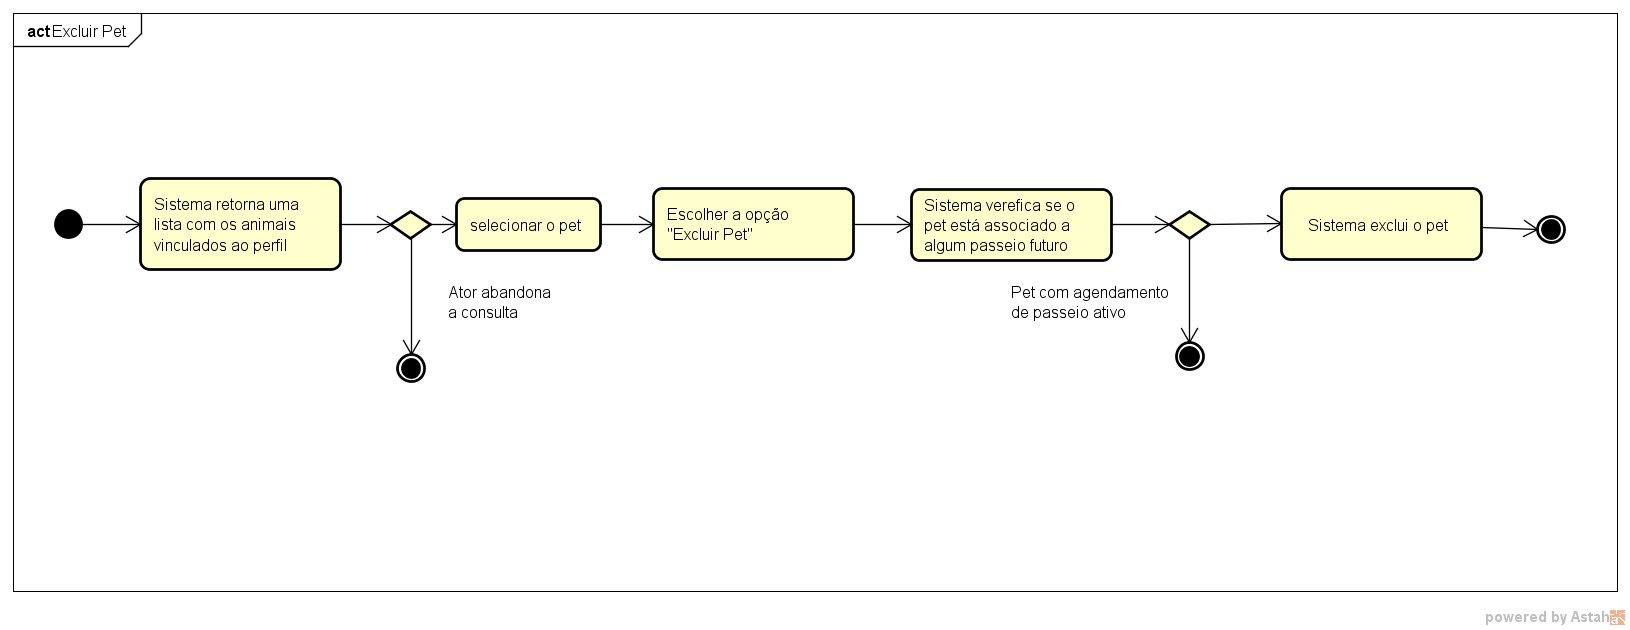 act Excluir Pet
Sistema retorna uma
lista com os animais
vinculados ao perfil
selecionar o pet
Escolher a opção
"Excluir Pet"
Sistema verefica se o
pet está associado a
algum passeio futuro
Sistema exclui o pet
Ator abandona
a consulta
Pet com agendamento
de passeio ativo
powered by Astah